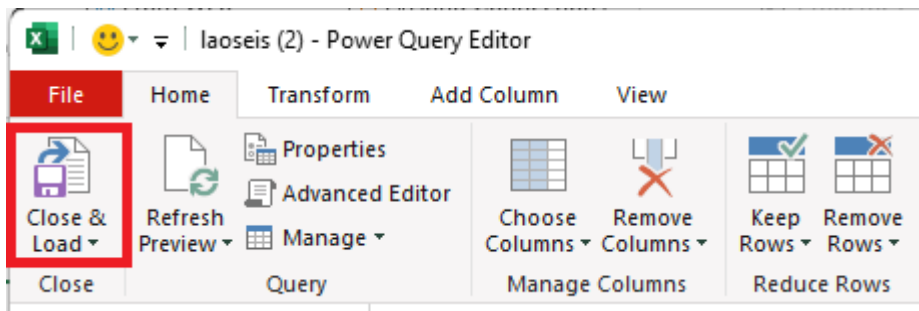 laoseis (2) - Power Query Editor
File Home Transform Add Column View
Close & Load
Refresh Preview
Properties
Advanced Editor
Manage
Choose Columns
Remove Columns
Keep Rows
Remove Rows
Close Query Manage Columns Reduce Rows